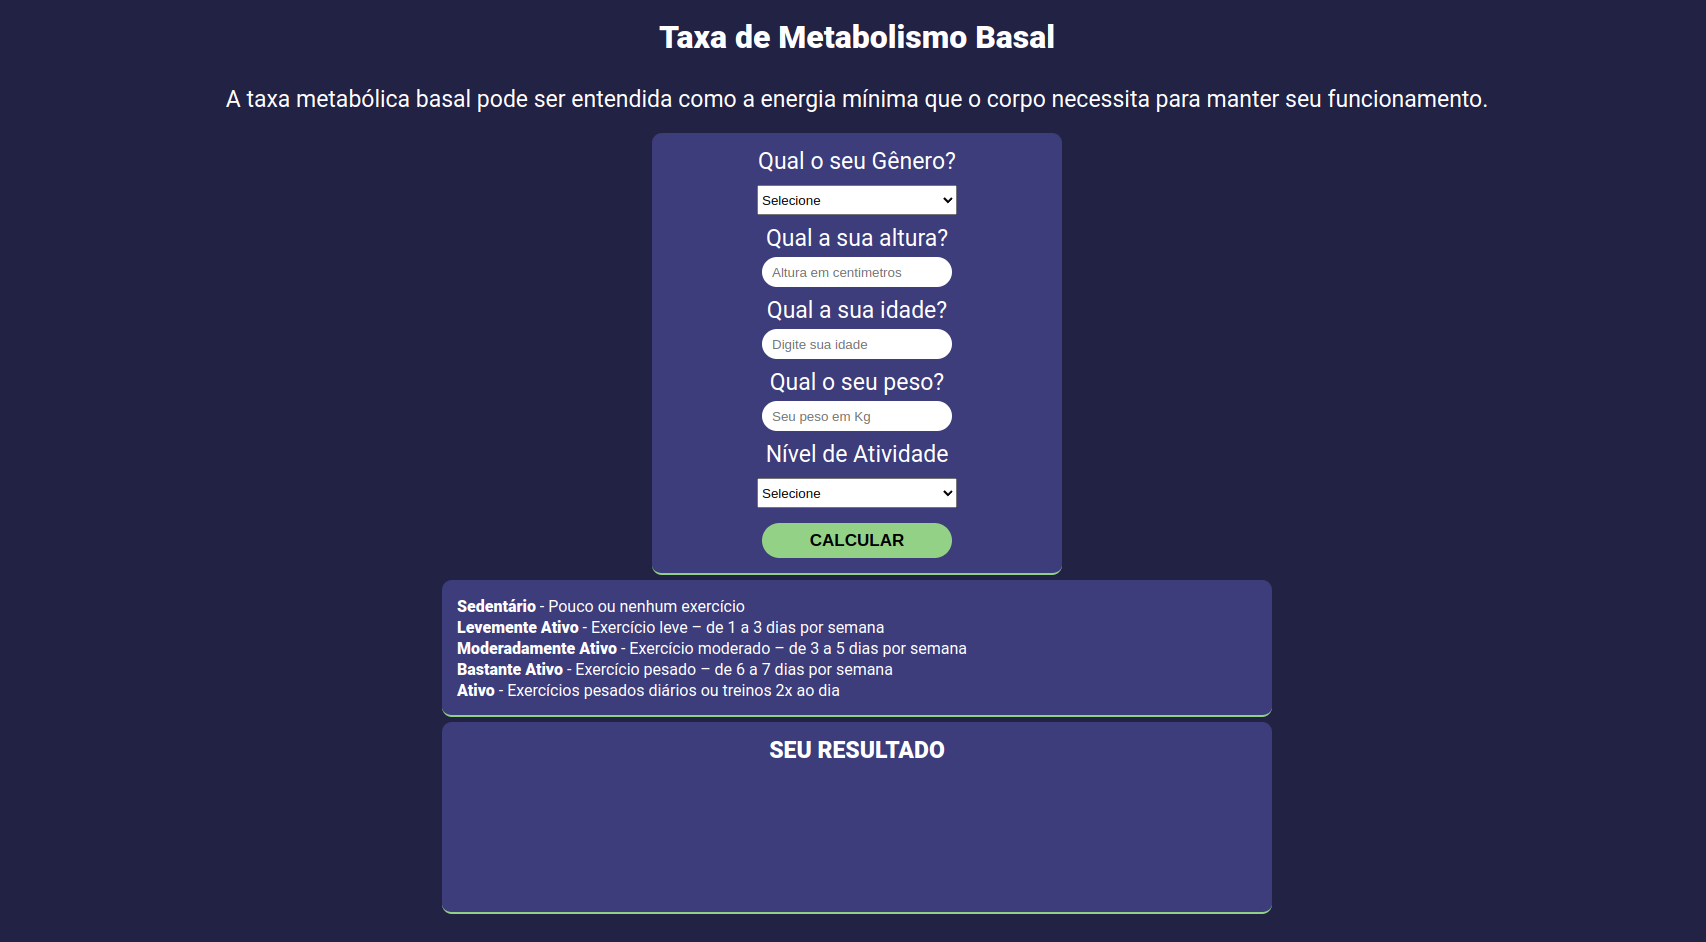 Taxa de Metabolismo Basal
A taxa metabólica basal pode ser entendida como a energia mínima que o corpo necessita para manter seu funcionamento.
Qual o seu Gênero?
Selecione
Qual a sua altura?
Altura em centimetros
Qual a sua idade?
Digite sua idade
Qual o seu peso?
Seu peso em Kg
Nível de Atividade
Selecione
CALCULAR
Sedentário - Pouco ou nenhum exercício
Levemente Ativo - Exercício leve – de 1 a 3 dias por semana
Moderadamente Ativo - Exercício moderado – de 3 a 5 dias por semana
Bastante Ativo - Exercício pesado – de 6 a 7 dias por semana
Ativo - Exercícios pesados diários ou treinos 2x ao dia
SEU RESULTADO